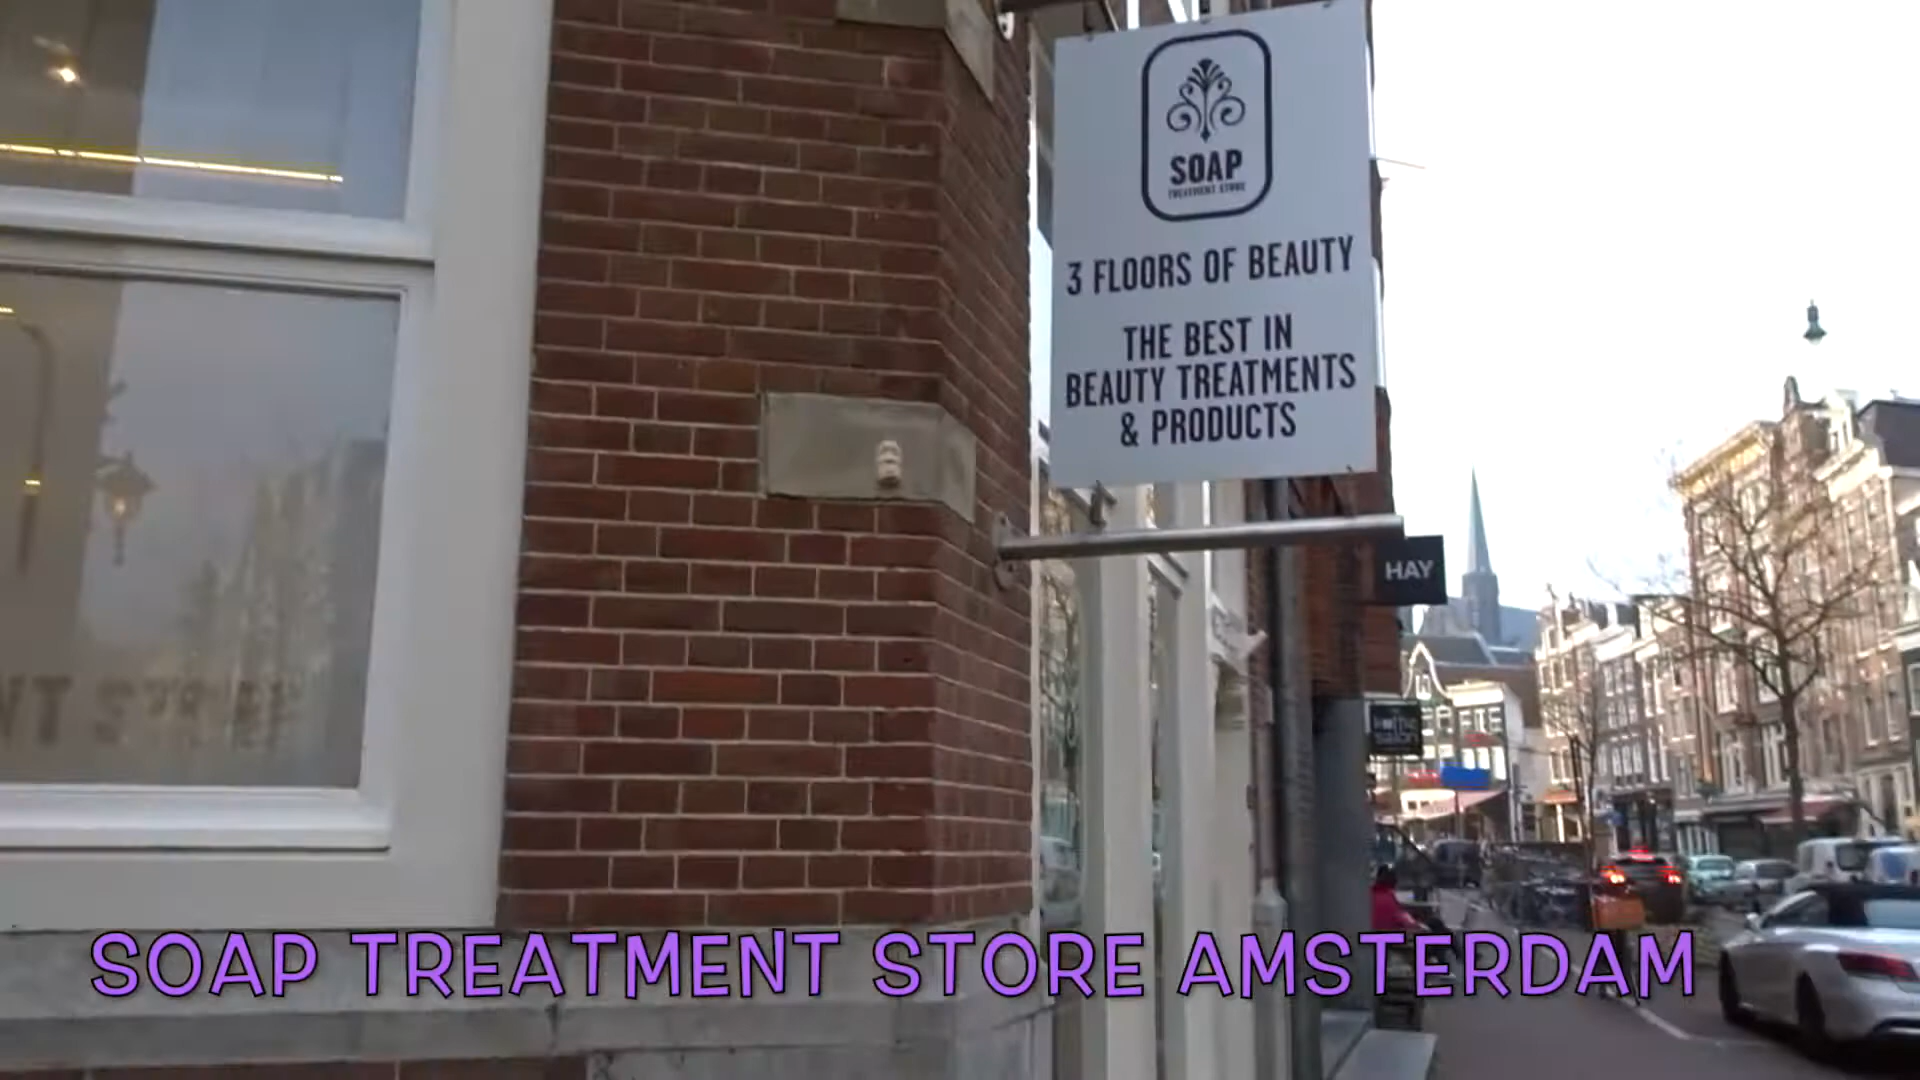 SOAP
TREATMENT STORE
3 FLOORS OF BEAUTY
THE BEST IN
BEAUTY TREATMENTS
& PRODUCTS
HAY
SOAP TREATMENT STORE AMSTERDAM